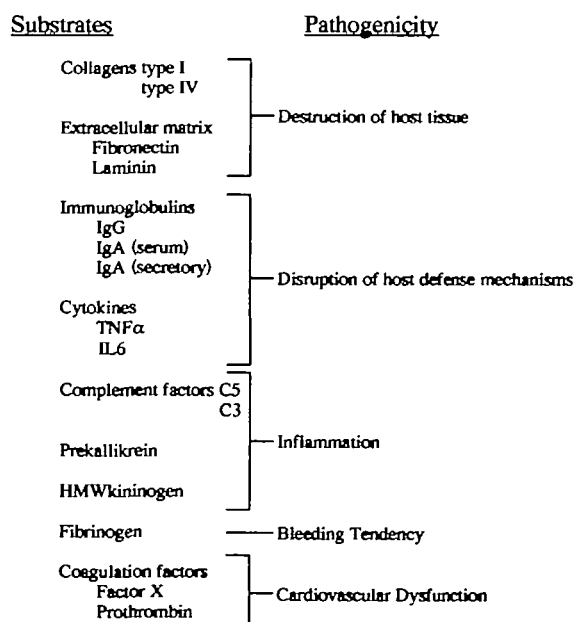 Substrates Pathogenicity
Collagens type I
type IV
Destruction of host tissue
Extracellular matrix
Fibronectin
Laminin
Immunoglobulins
IgG
IgA (serum)
IgA (secretory)
Disruption of host defense mechanisms
Cytokines
TNFα
IL6
Complement factors C5
C3
Inflammation
Prekallikrein
HMWkininogen
Fibrinogen Bleeding Tendency
Coagulation factors
Factor X
Prothrombin
Cardiovascular Dysfunction